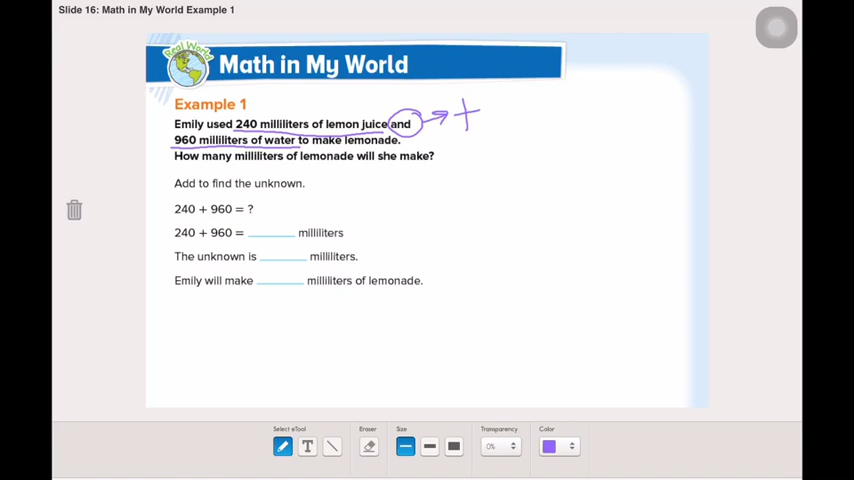 Slide 16: Math in My World Example 1
Real World
Math in My World
Example 1
Emily used 240 milliliters of lemon juice and → +
960 milliliters of water to make lemonade.
How many milliliters of lemonade will she make?
Add to find the unknown.
240 + 960 = ?
240 + 960 = ____ milliliters
The unknown is ____ milliliters.
Emily will make ____ milliliters of lemonade.
Select eTool Eraser Size Transparency Color
T 0%